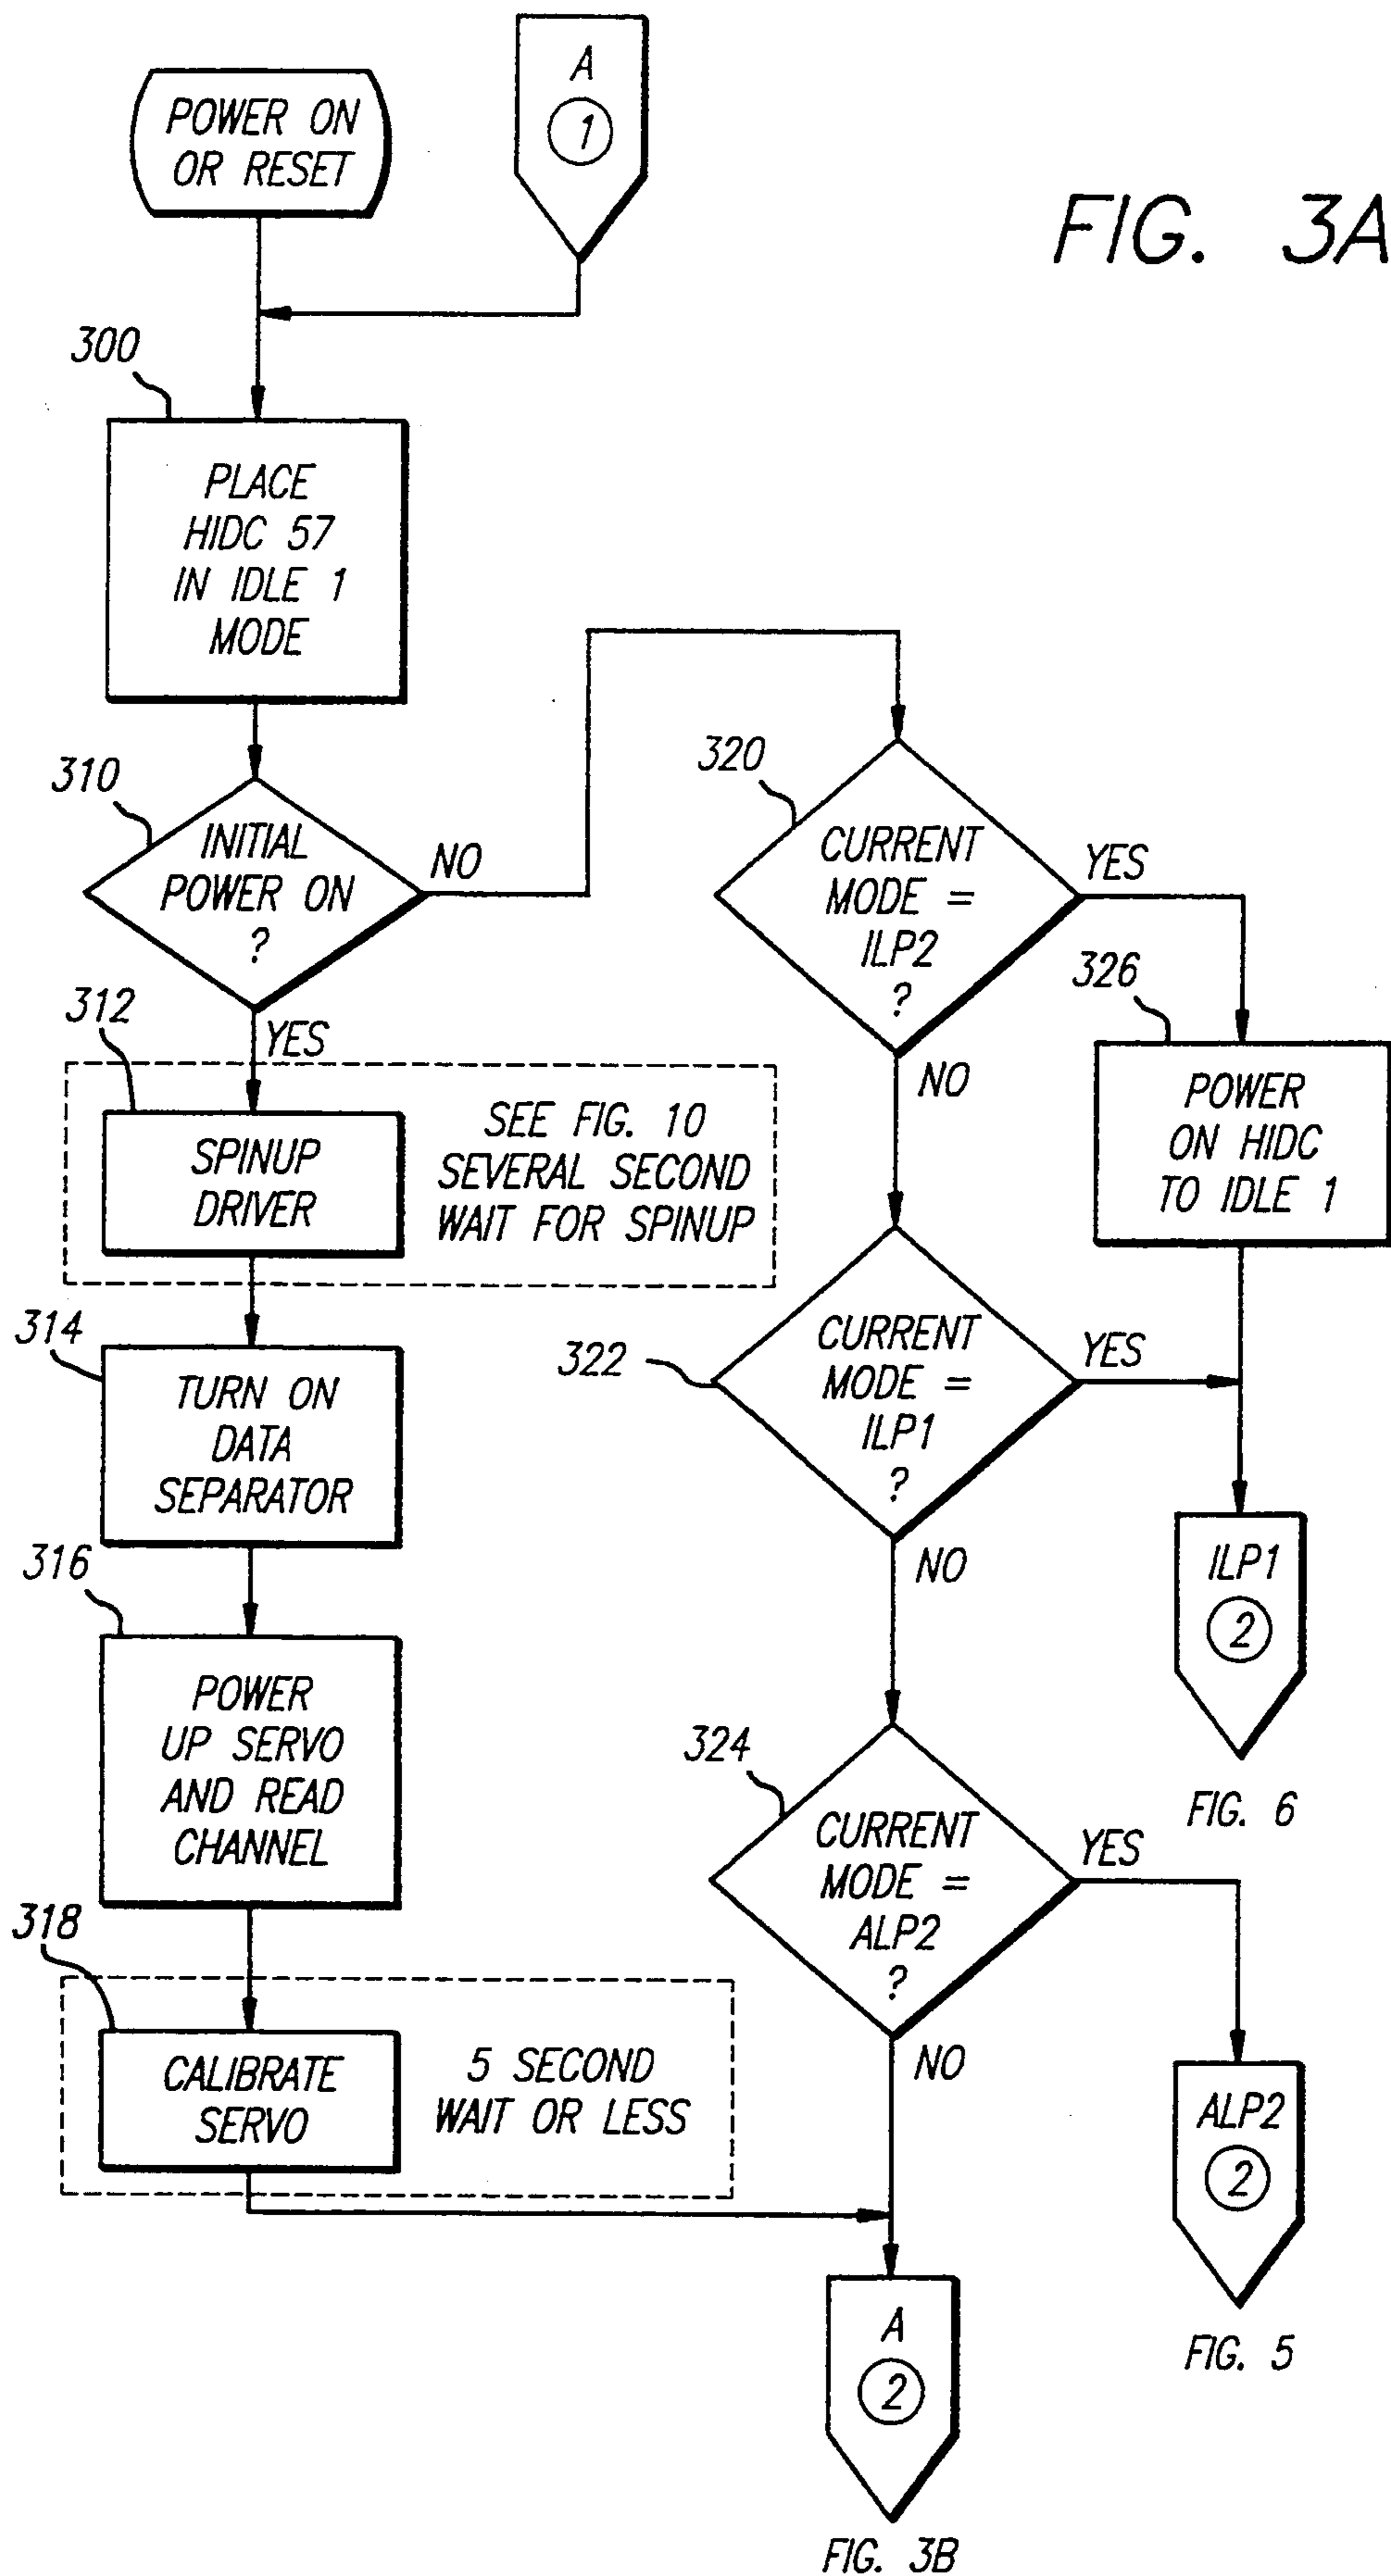 A
1
POWER ON
OR RESET
FIG. 3A
300
PLACE
HIDC 57
IN IDLE 1
MODE
310
INITIAL
POWER ON
?
NO
YES
320
CURRENT
MODE =
ILP2
?
YES
NO
326
POWER
ON HIDC
TO IDLE 1
312
SPINUP
DRIVER
SEE FIG. 10
SEVERAL SECOND
WAIT FOR SPINUP
314
TURN ON
DATA
SEPARATOR
322
CURRENT
MODE =
ILP1
?
YES
NO
ILP1
2
FIG. 6
316
POWER
UP SERVO
AND READ
CHANNEL
324
CURRENT
MODE =
ALP2
?
YES
NO
318
CALIBRATE
SERVO
5 SECOND
WAIT OR LESS
ALP2
2
FIG. 5
A
2
FIG. 3B